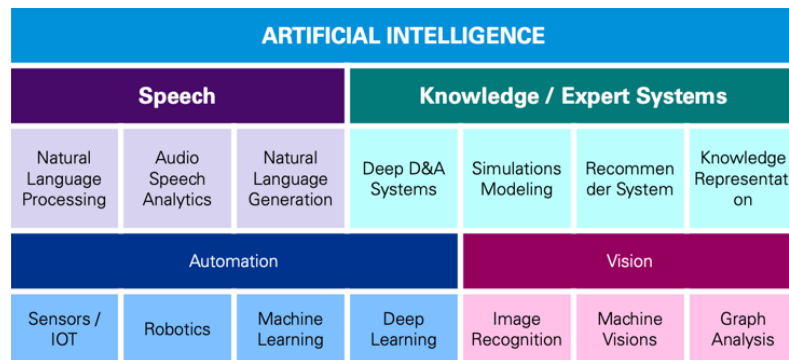 ARTIFICIAL INTELLIGENCE
Speech
Knowledge / Expert Systems
Natural
Language
Processing
Audio
Speech
Analytics
Natural
Language
Generation
Deep D&A
Systems
Simulations
Modeling
Recommen
der System
Knowledge
Representati
on
Automation
Vision
Sensors /
IOT
Robotics
Machine
Learning
Deep
Learning
Image
Recognition
Machine
Visions
Graph
Analysis